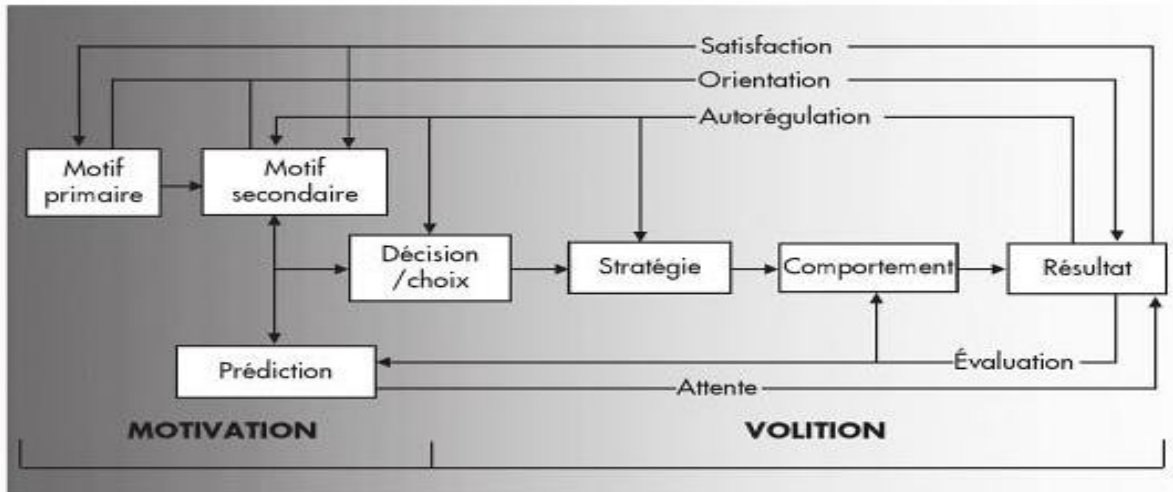 Satisfaction
Orientation
Autorégulation
Motif
primaire
Motif
secondaire
Décision
/choix
Stratégie
Comportement
Résultat
Prédiction
Évaluation
Attente
MOTIVATION
VOLITION